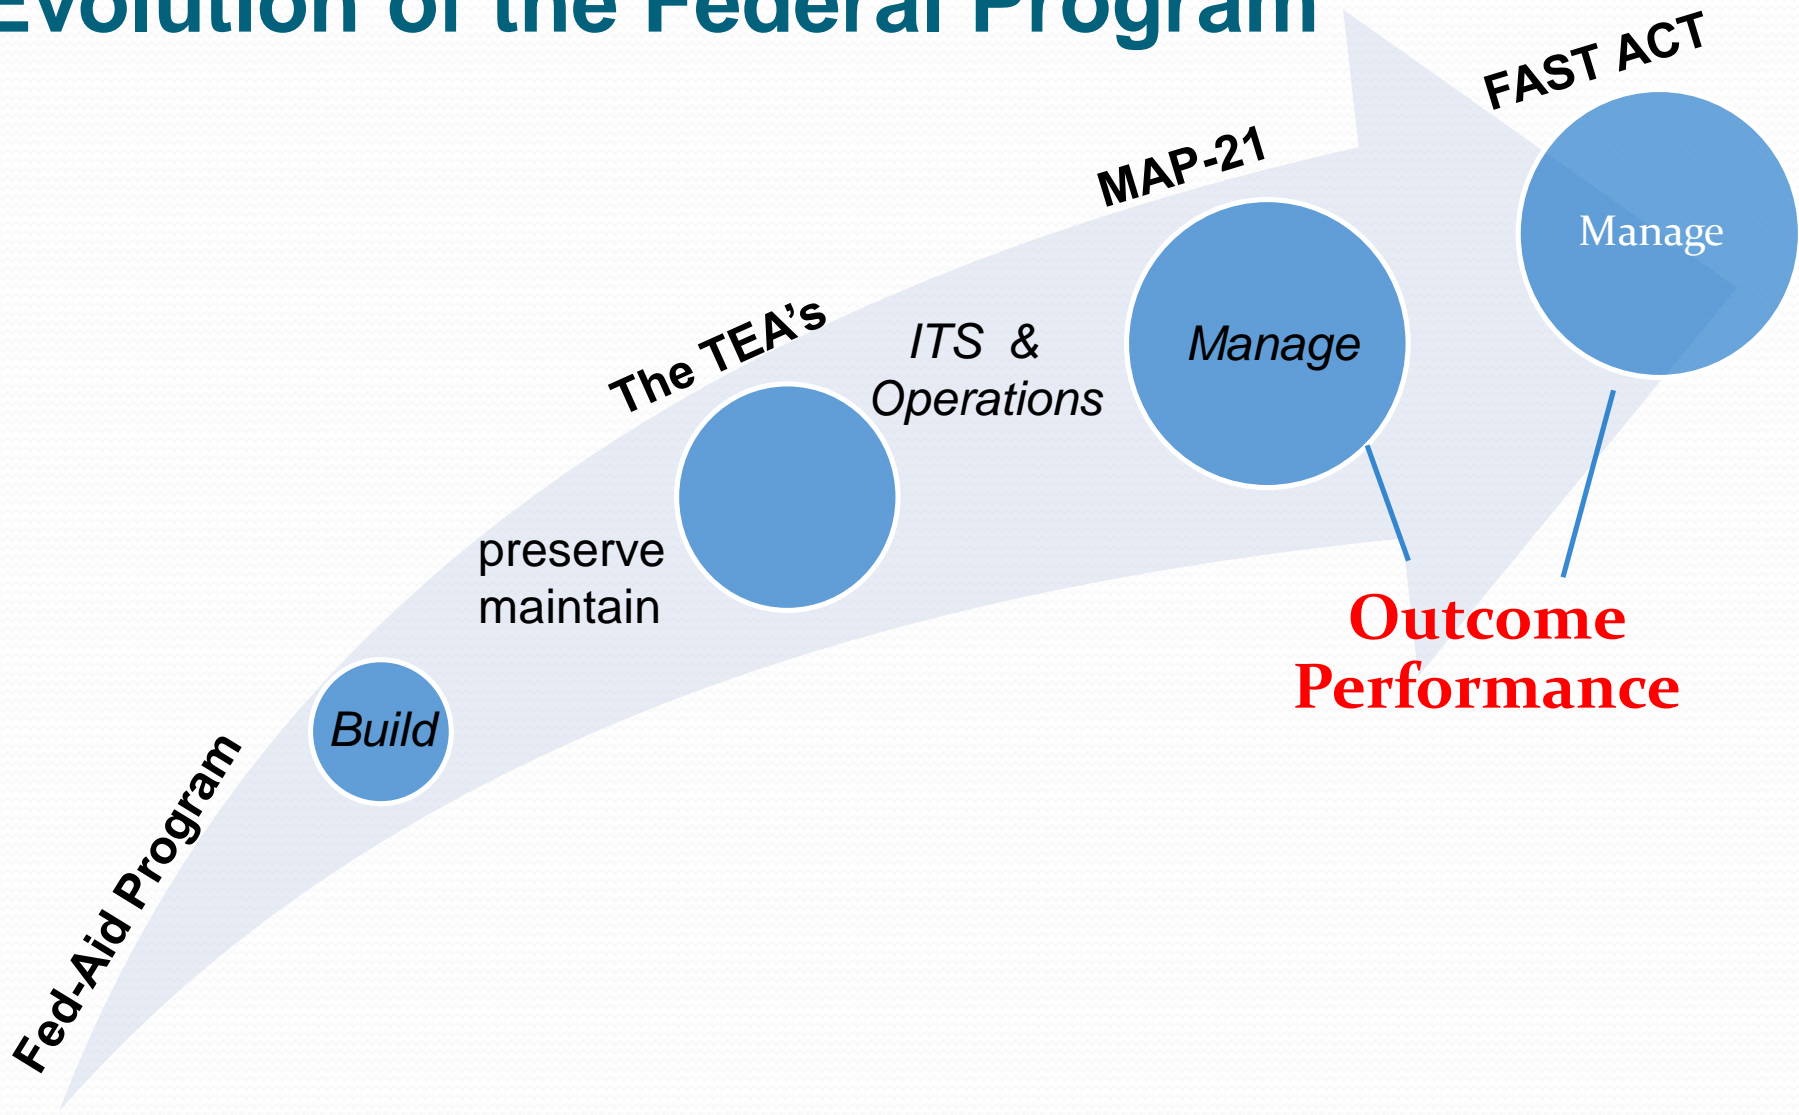 Evolution of the Federal Program
FAST ACT
MAP-21
Manage
The TEA's
ITS &
Operations
Manage
preserve
maintain
Outcome
Performance
Build
Fed-Aid Program